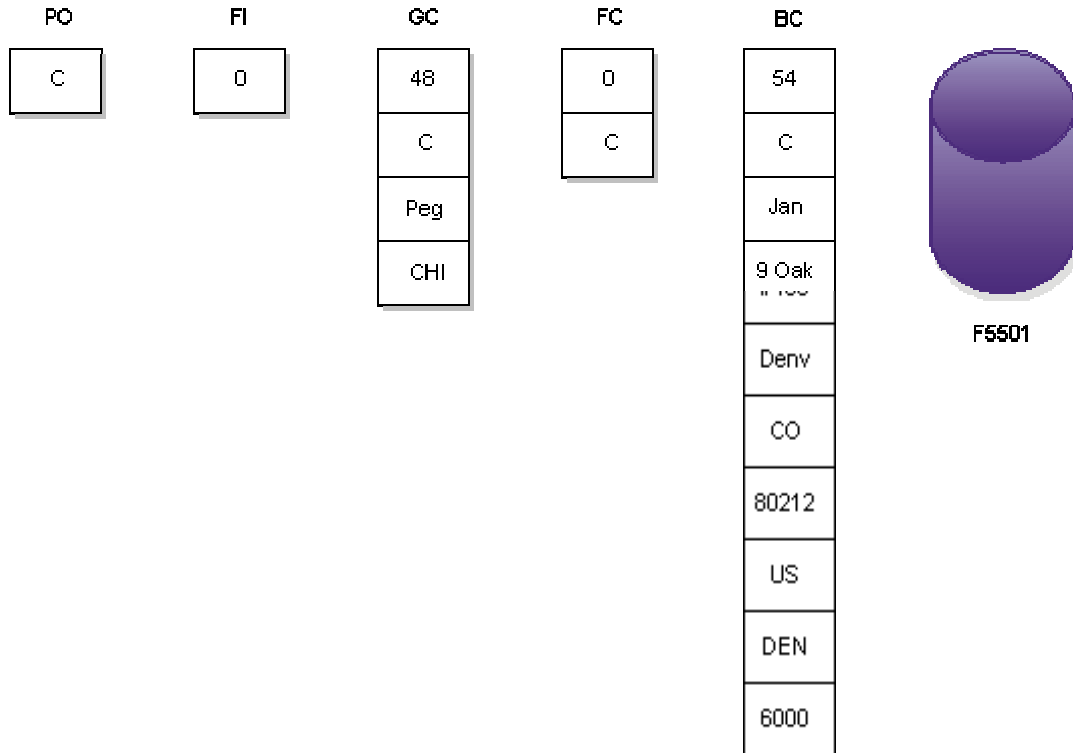 PO FI GC FC BC
C 0 48 0 54
C C C
Peg Jan
CHI 9 Oak
F5501
Denv
CO
80212
US
DEN
6000